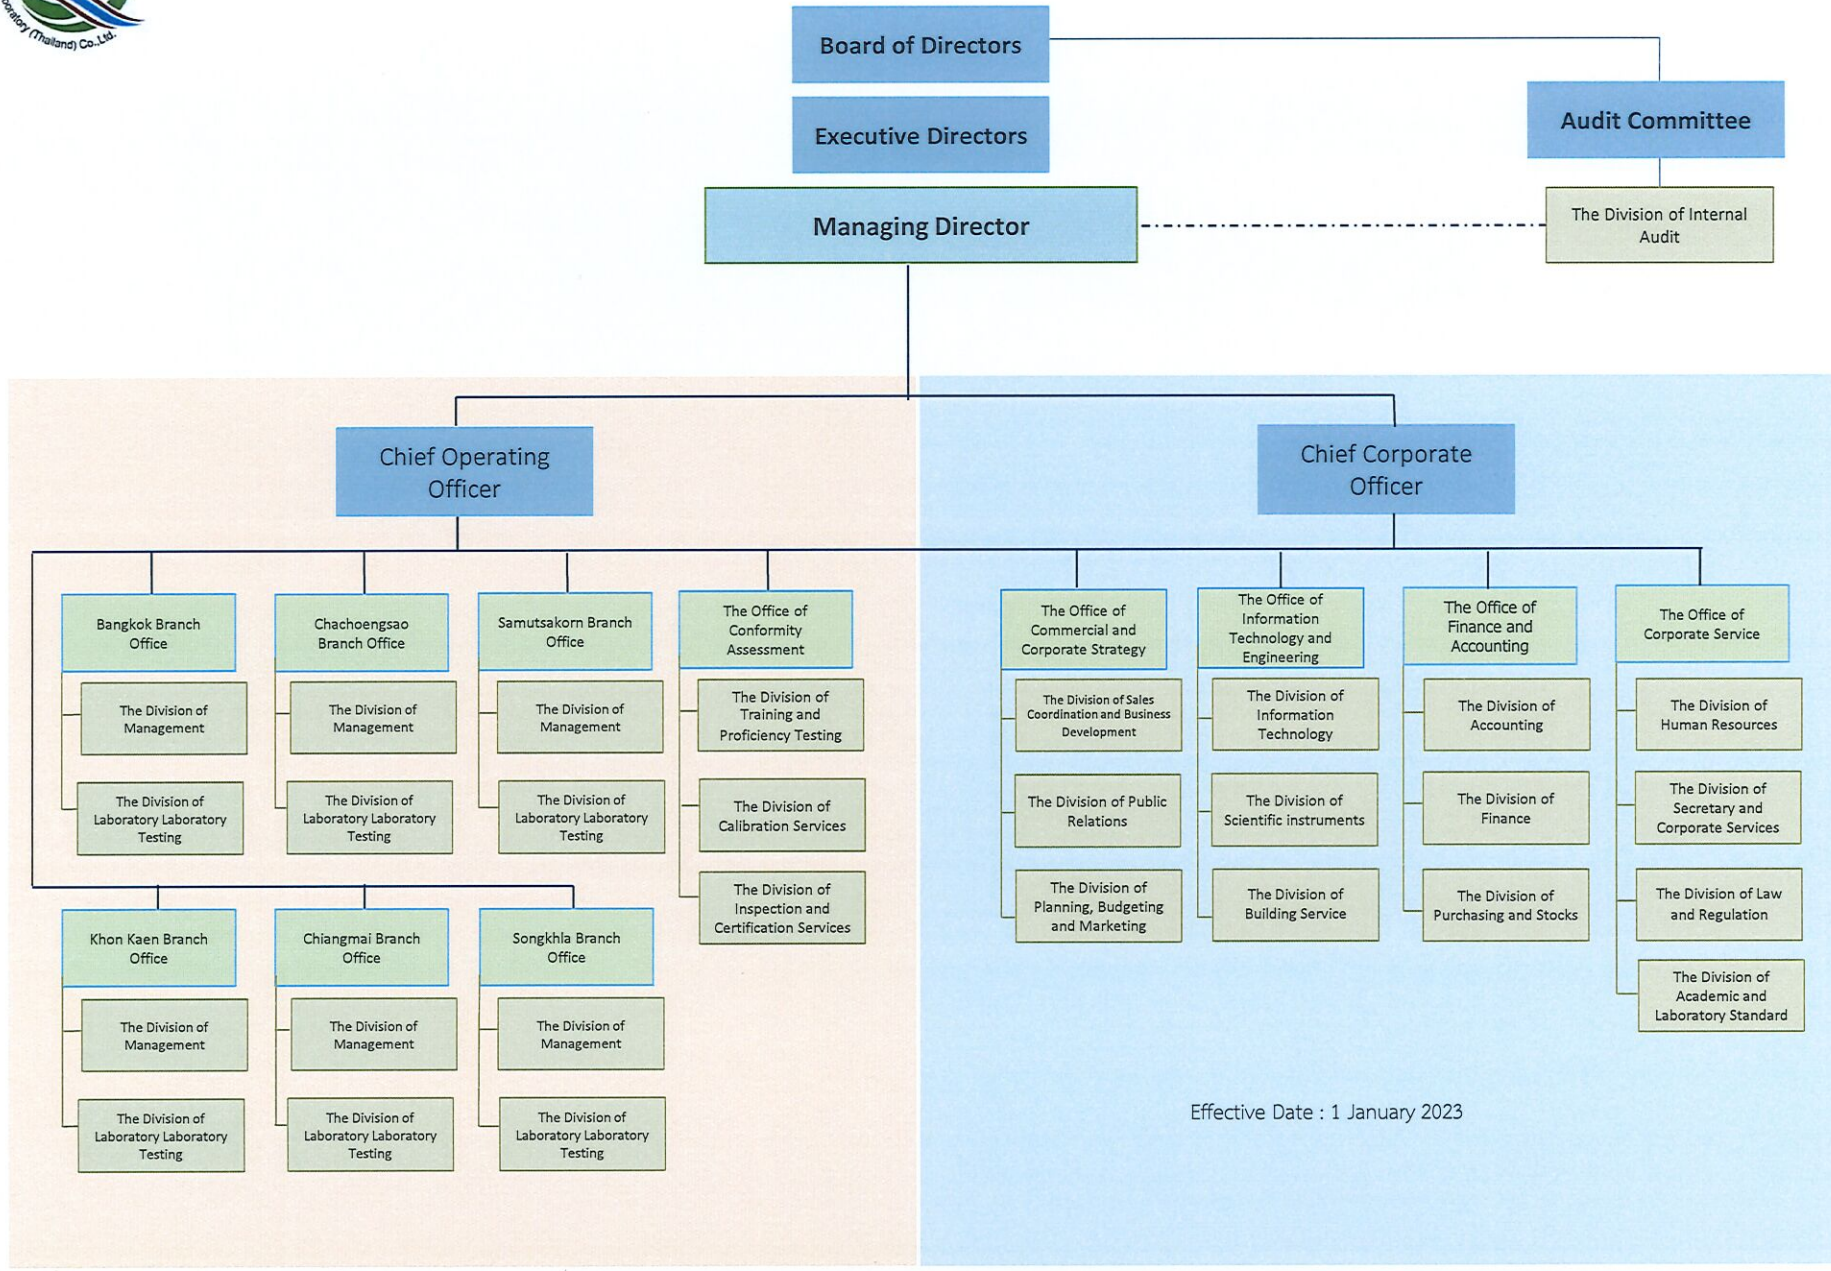 boratory (Thailand) Co.,Ltd.
Board of Directors
Executive Directors
Audit Committee
Managing Director
The Division of Internal
Audit
Chief Operating
Officer
Chief Corporate
Officer
Bangkok Branch
Office
Chachoengsao
Branch Office
Samutsakorn Branch
Office
The Office of
Conformity
Assessment
The Office of
Commercial and
Corporate Strategy
The Office of
Information
Technology and
Engineering
The Office of
Finance and
Accounting
The Office of
Corporate Service
The Division of
Management
The Division of
Management
The Division of
Management
The Division of
Training and
Proficiency Testing
The Division of Sales
Coordination and Business
Development
The Division of
Information
Technology
The Division of
Accounting
The Division of
Human Resources
The Division of
Laboratory Laboratory
Testing
The Division of
Laboratory Laboratory
Testing
The Division of
Laboratory Laboratory
Testing
The Division of
Calibration Services
The Division of Public
Relations
The Division of
Scientific instruments
The Division of
Finance
The Division of
Secretary and
Corporate Services
The Division of
Inspection and
Certification Services
The Division of
Planning, Budgeting
and Marketing
The Division of
Building Service
The Division of
Purchasing and Stocks
The Division of Law
and Regulation
Khon Kaen Branch
Office
Chiangmai Branch
Office
Songkhla Branch
Office
The Division of
Academic and
Laboratory Standard
The Division of
Management
The Division of
Management
The Division of
Management
The Division of
Laboratory Laboratory
Testing
The Division of
Laboratory Laboratory
Testing
The Division of
Laboratory Laboratory
Testing
Effective Date : 1 January 2023